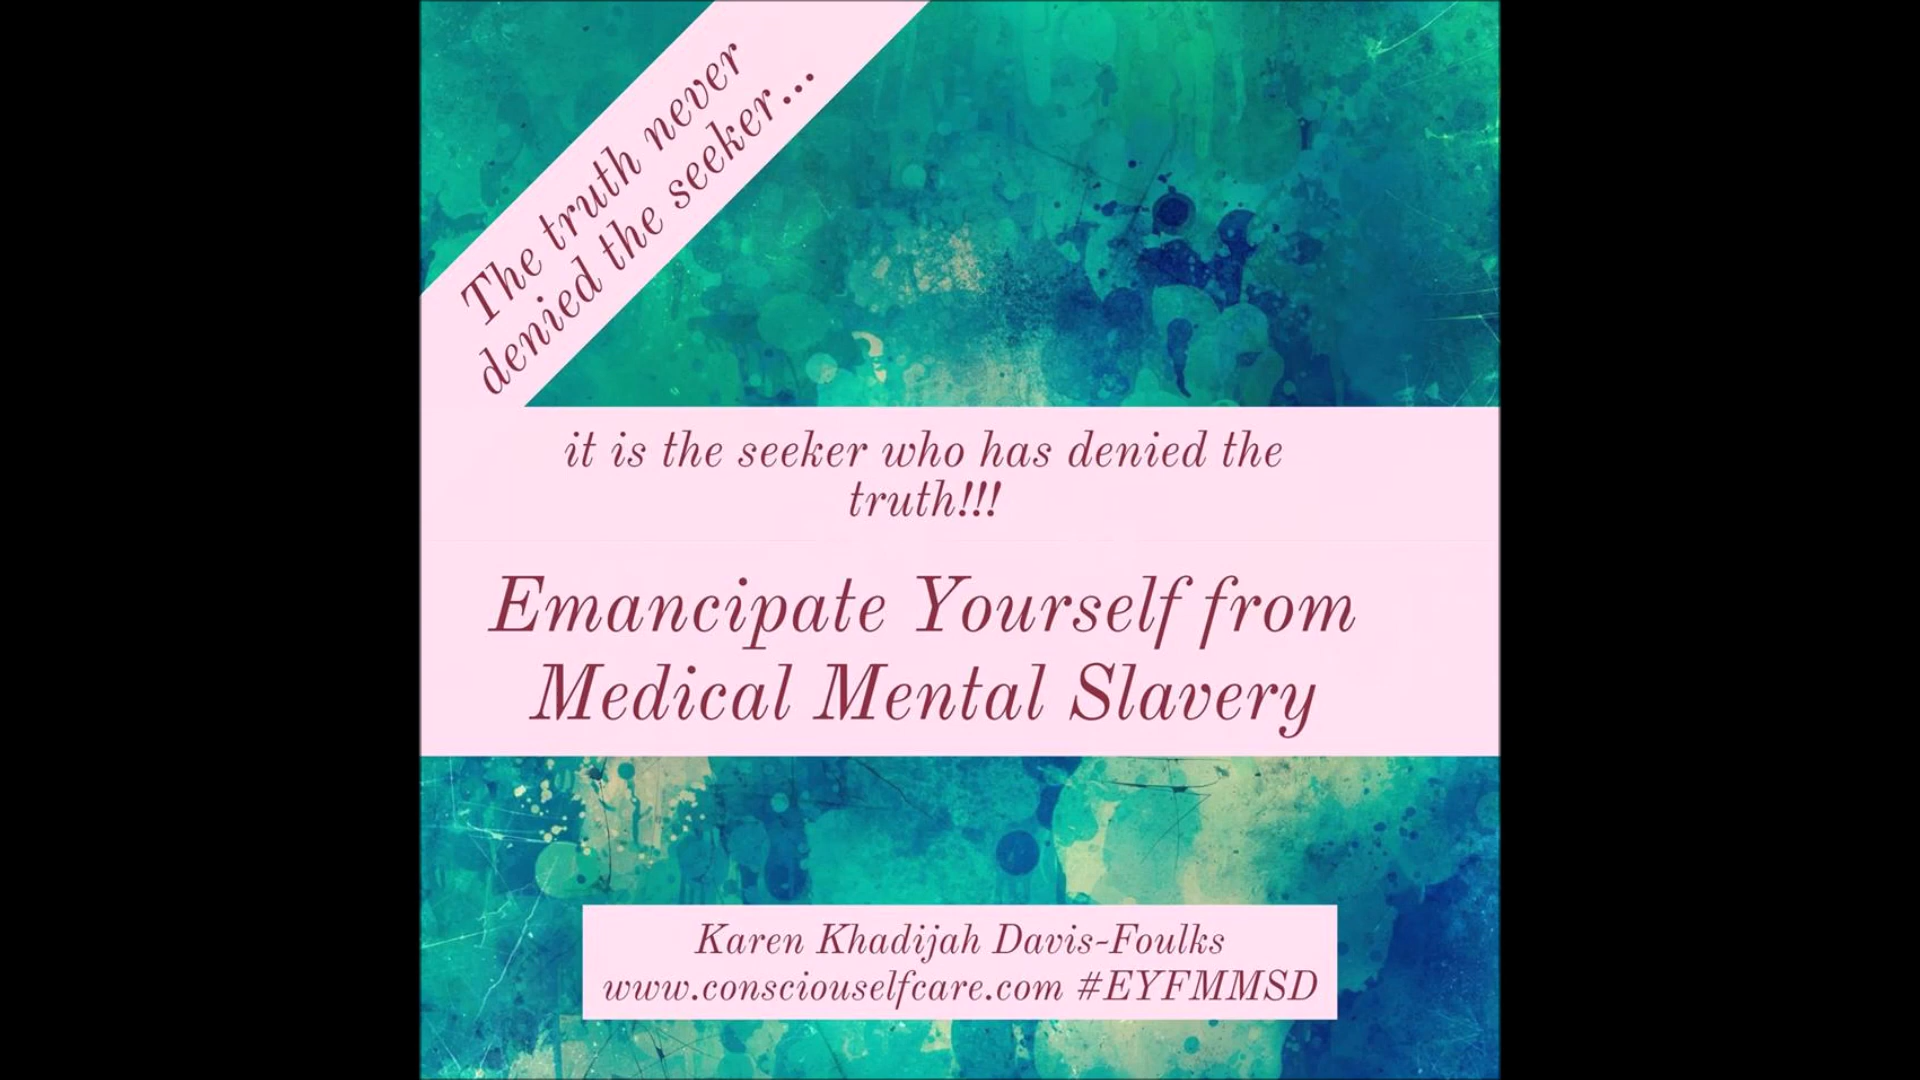 The truth never
denied the seeker...
it is the seeker who has denied the
truth!!!
Emancipate Yourself from
Medical Mental Slavery
Karen Khadijah Davis-Foulks
www.consciouselfcare.com #EYFMMSD